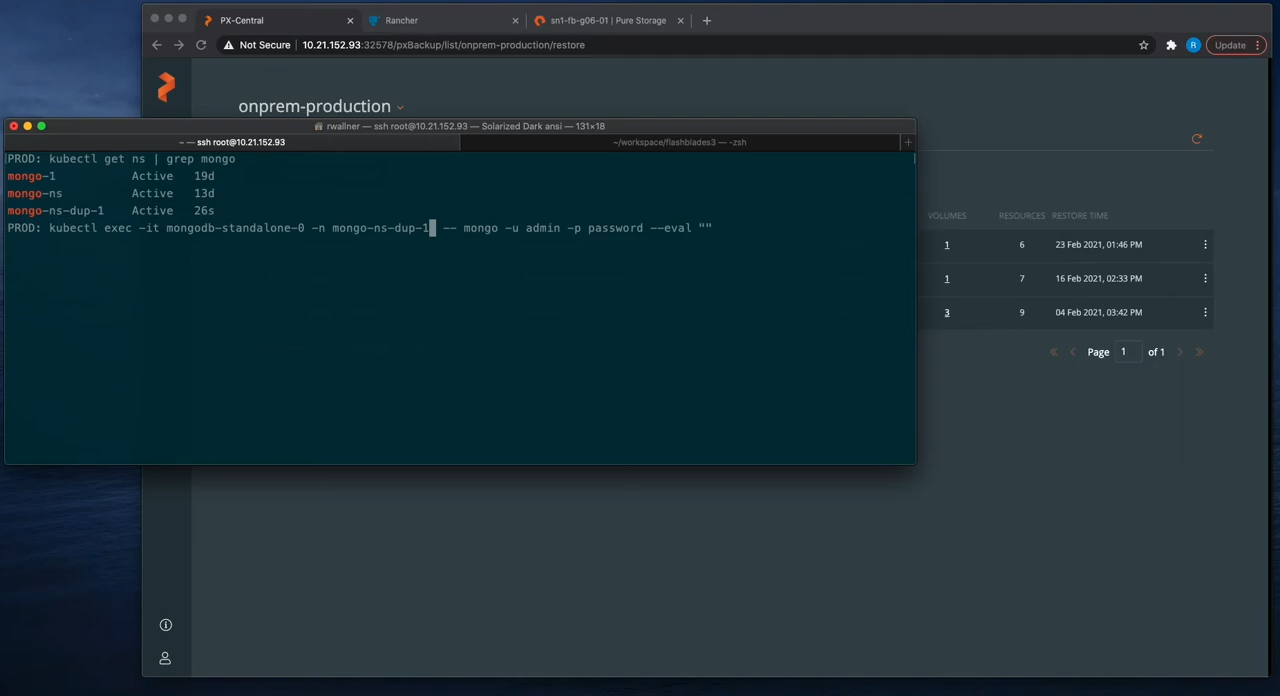 PX-Central
Rancher
sn1-fb-g06-01 | Pure Storage
Not Secure
10.21.152.93:32578/pxBackup/list/onprem-production/restore
R
Update
onprem-production
rwallner — ssh root@10.21.152.93 — Solarized Dark ansi — 131×18
~ — ssh root@10.21.152.93
~/workspace/flashblades3 — -zsh
PROD: kubectl get ns | grep mongo
mongo-1 Active 19d
mongo-ns Active 13d
mongo-ns-dup-1 Active 26s
PROD: kubectl exec -it mongodb-standalone-0 -n mongo-ns-dup-1 -- mongo -u admin -p password --eval ""
VOLUMES RESOURCES RESTORE TIME
1 6 23 Feb 2021, 01:46 PM
1 7 16 Feb 2021, 02:33 PM
3 9 04 Feb 2021, 03:42 PM
Page 1 of 1